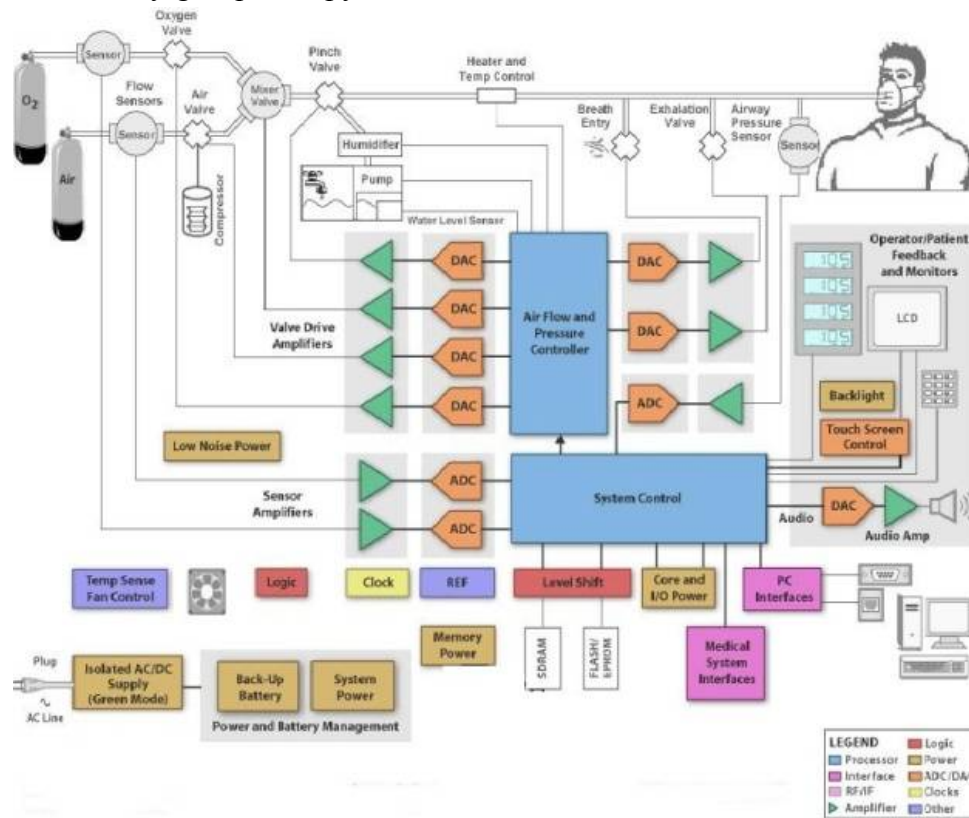 Oxygen
Valve
Sensor
Pinch
Valve
Heater and
Temp Control
O2
Flow
Sensors
Air
Valve
Mixer
Valve
Breath
Entry
Exhalation
Valve
Airway
Pressure
Sensor
Sensor
Sensor
Air
Compressor
Humidifier
Pump
Water Level Sensor
DAC
DAC
DAC
DAC
Valve Drive
Amplifiers
Air Flow and
Pressure
Controller
DAC
DAC
ADC
Operator/Patient
Feedback
and Monitors
105
105
105
105
LCD
Backlight
Touch Screen
Control
Low Noise Power
Sensor
Amplifiers
ADC
ADC
System Control
Audio
DAC
Audio Amp
Temp Sense
Fan Control
Logic
Clock
REF
Level Shift
Core and
I/O Power
PC
Interfaces
Memory
Power
SDRAM
FLASH/
EPROM
Medical
System
Interfaces
Plug
AC Line
Isolated AC/DC
Supply
(Green Mode)
Back-Up
Battery
System
Power
Power and Battery Management
LEGEND
Processor
Interface
RF/IF
Amplifier
Logic
Power
ADC/DAC
Clocks
Other